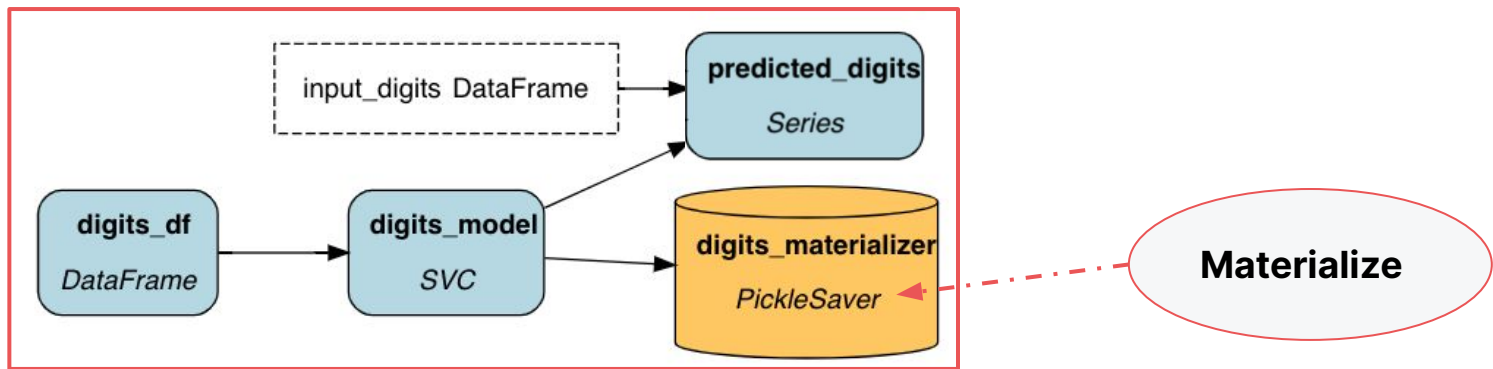 input_digits DataFrame
predicted_digits
Series
digits_df
DataFrame
digits_model
SVC
digits_materializer
PickleSaver
Materialize